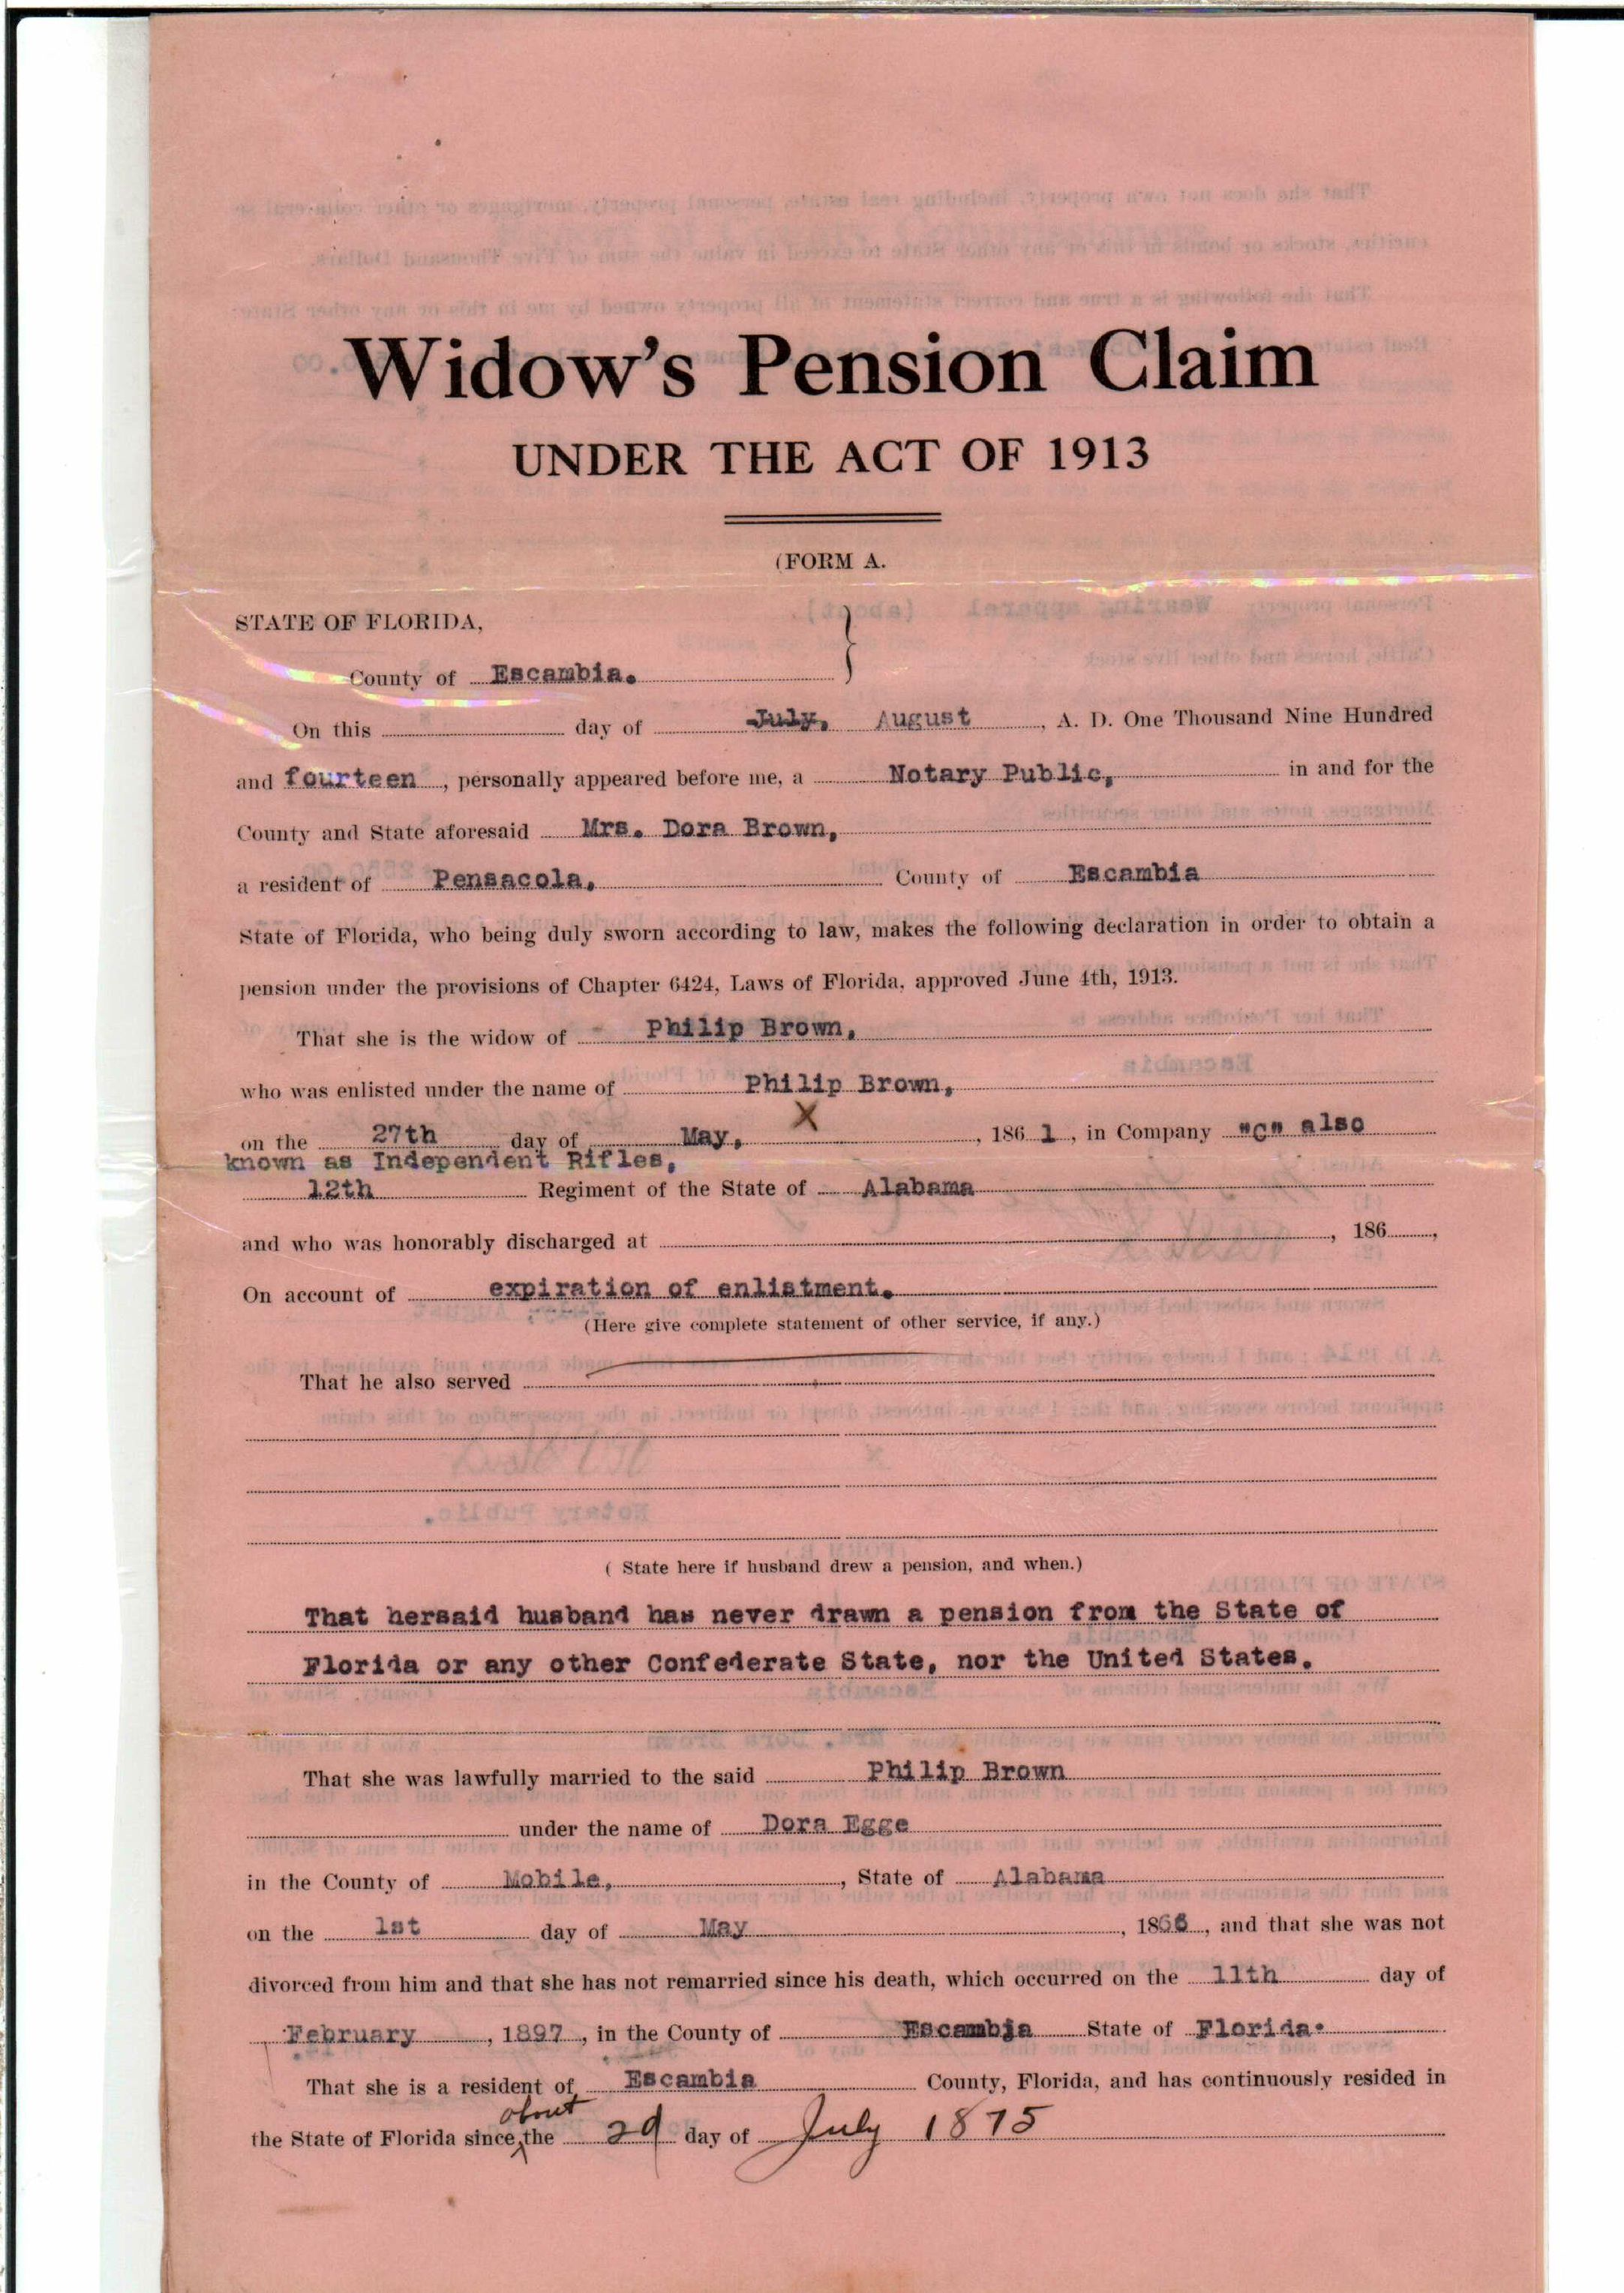 Widow's Pension Claim
UNDER THE ACT OF 1913
(FORM A.
STATE OF FLORIDA,
County of Escambia.
On this day of July, August, A. D. One Thousand Nine Hundred
and fourteen, personally appeared before me, a Notary Public, in and for the
County and State aforesaid Mrs. Dora Brown,
a resident of Pensacola, County of Escambia
State of Florida, who being duly sworn according to law, makes the following declaration in order to obtain a
pension under the provisions of Chapter 6424, Laws of Florida, approved June 4th, 1913.
That she is the widow of Philip Brown,
who was enlisted under the name of Philip Brown,
X
on the 27th day of May, , 1861, in Company "C" also
known as Independent Rifles,
12th Regiment of the State of Alabama
and who was honorably discharged at , 186 ,
On account of expiration of enlistment.
(Here give complete statement of other service, if any.)
That he also served
( State here if husband drew a pension, and when.)
That hersaid husband has never drawn a pension from the State of
Florida or any other Confederate State, nor the United States.
That she was lawfully married to the said Philip Brown
under the name of Dora Egge
in the County of Mobile, , State of Alabama
on the 1st day of May , 1866, and that she was not
divorced from him and that she has not remarried since his death, which occurred on the 11th day of
February, 1897, in the County of Escambia State of Florida.
That she is a resident of Escambia County, Florida, and has continuously resided in
about
the State of Florida since the 29 day of July 1875